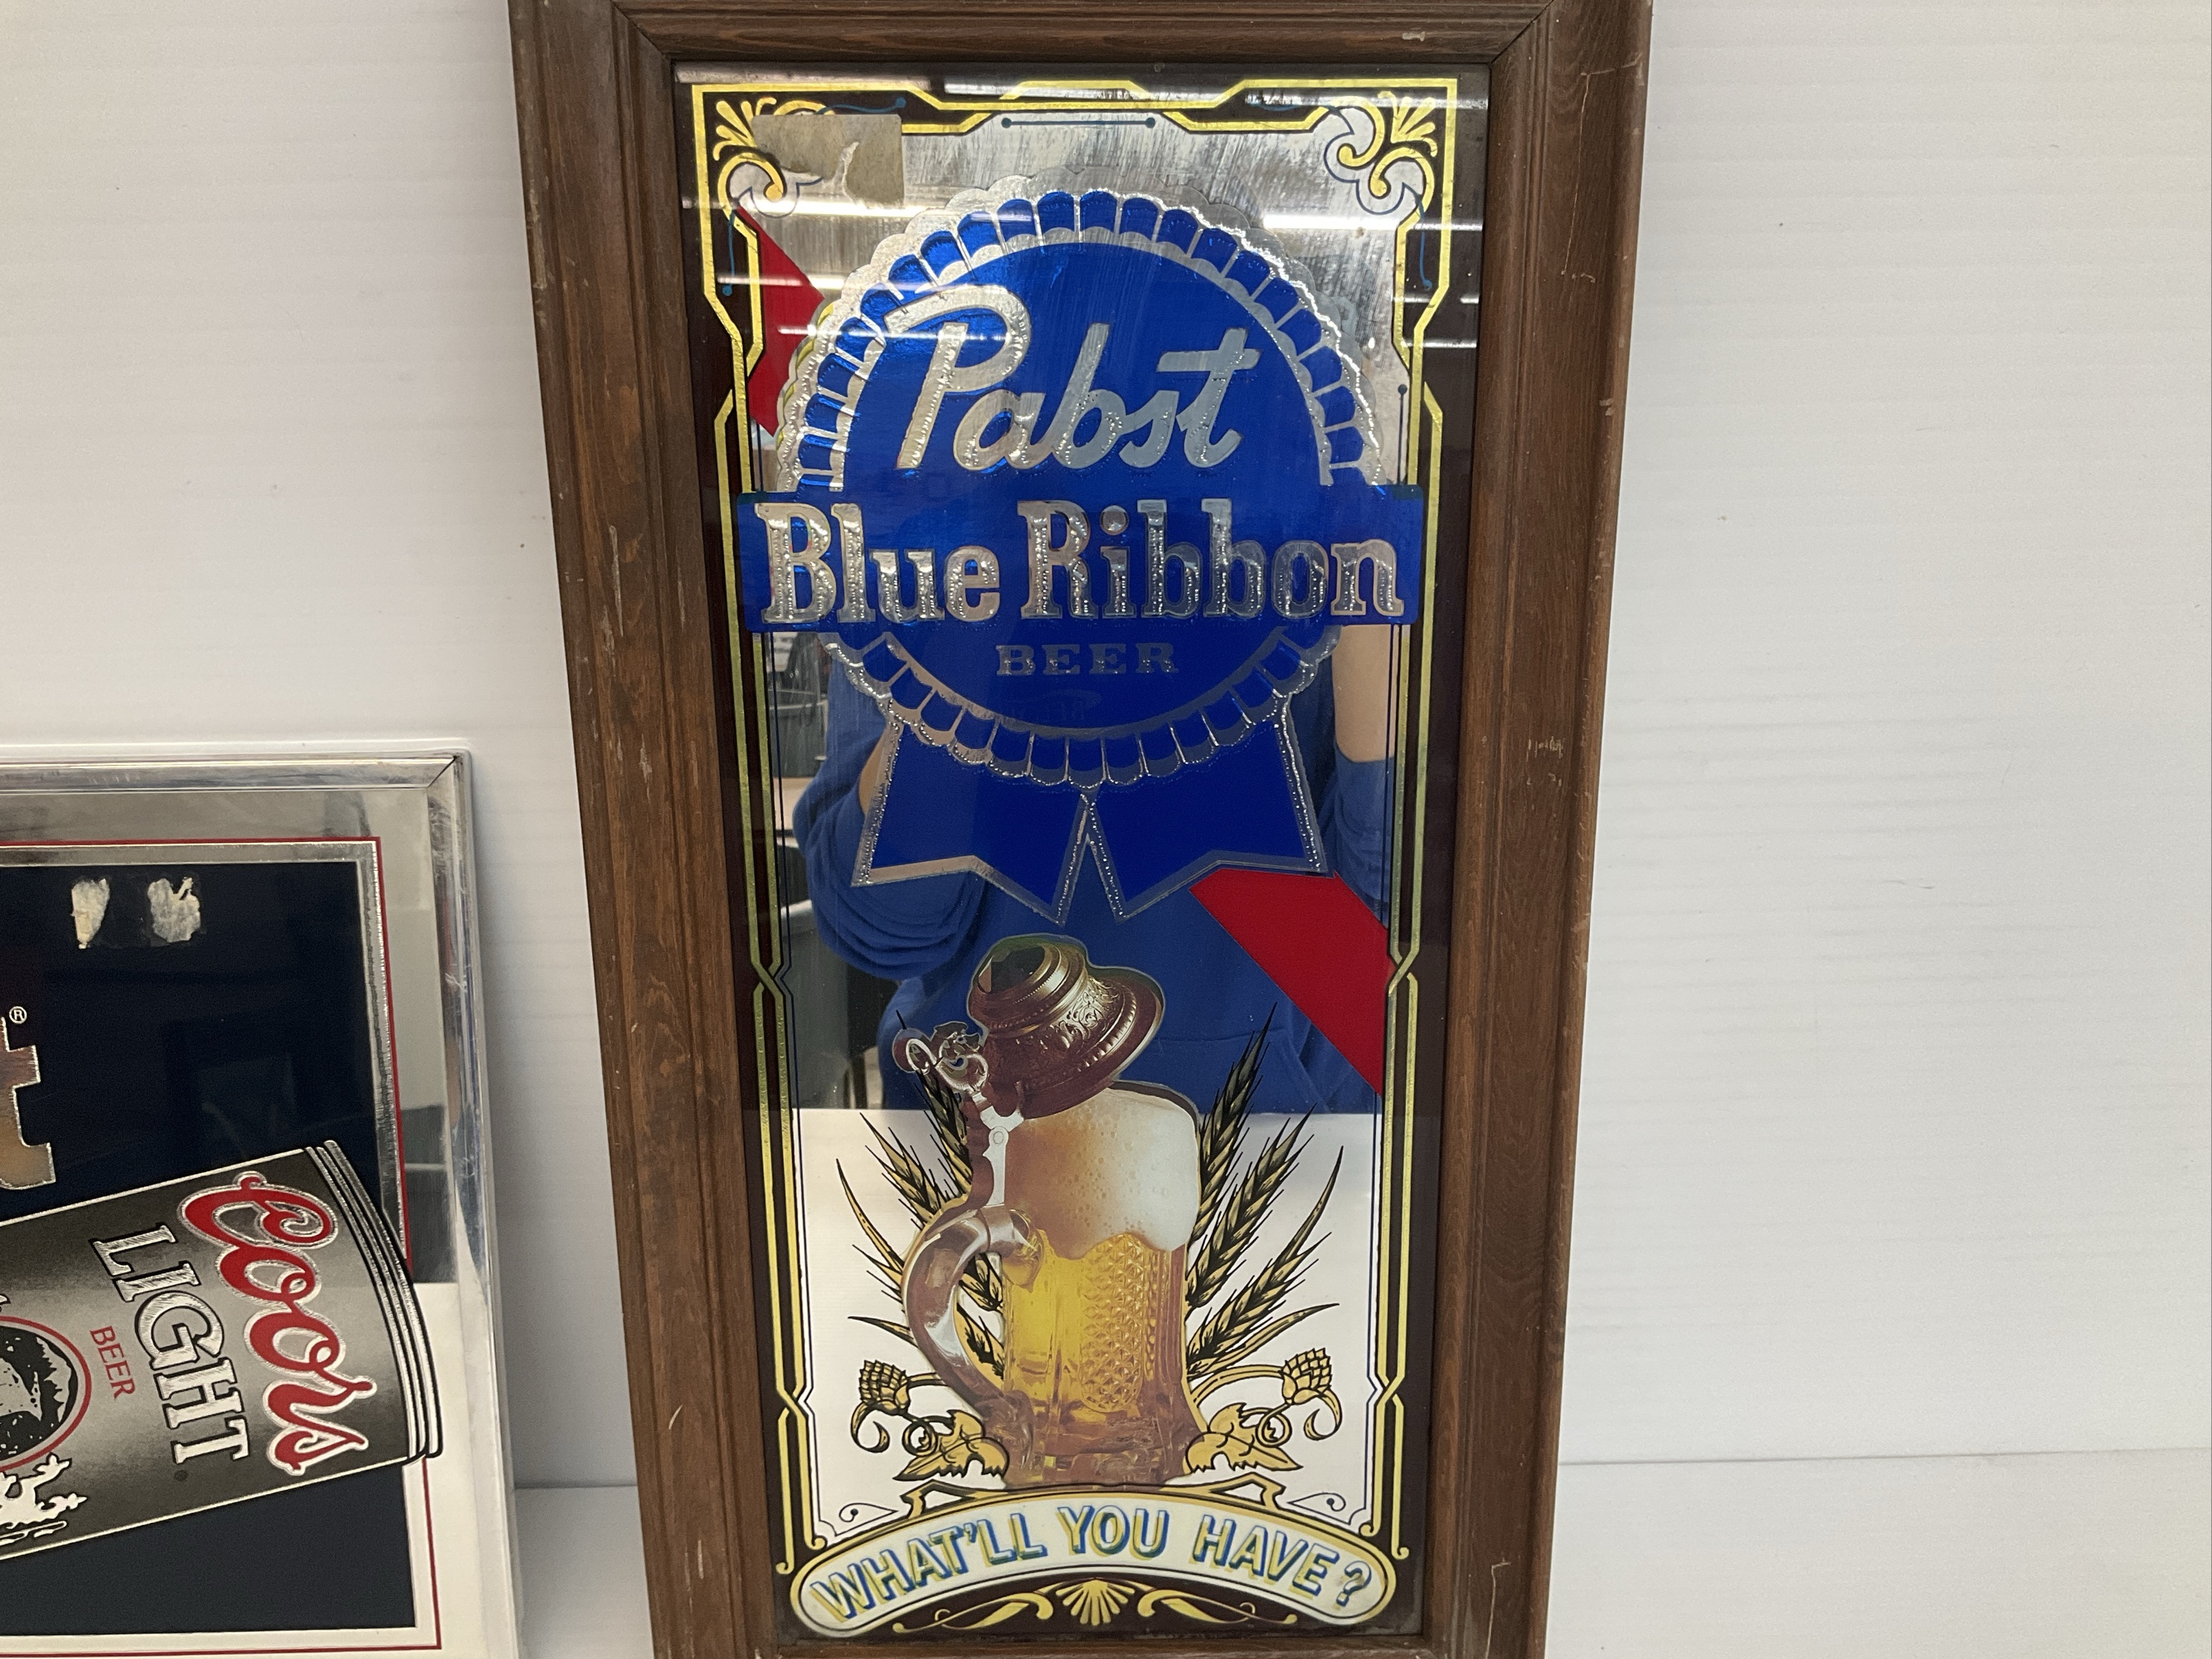 Pabst
Blue Ribbon
BEER
WHAT'LL YOU HAVE?
®
Coors
LIGHT
BEER